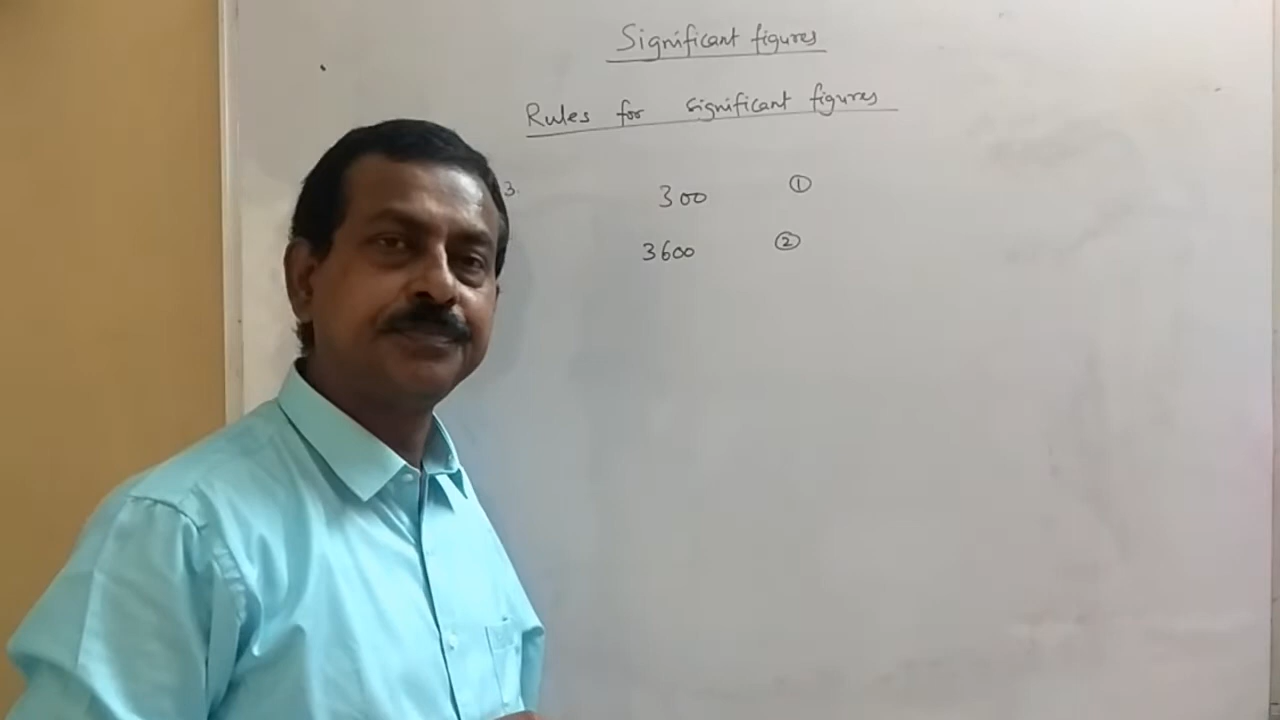 Significant figures
Rules for significant figures
3. 300 ①
3600 ②